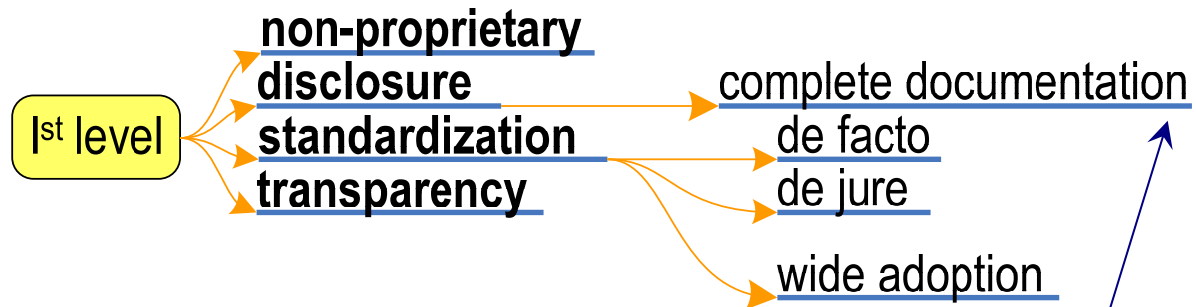 non-proprietary
disclosure
complete documentation
Ist level
standardization
de facto
transparency
de jure
wide adoption